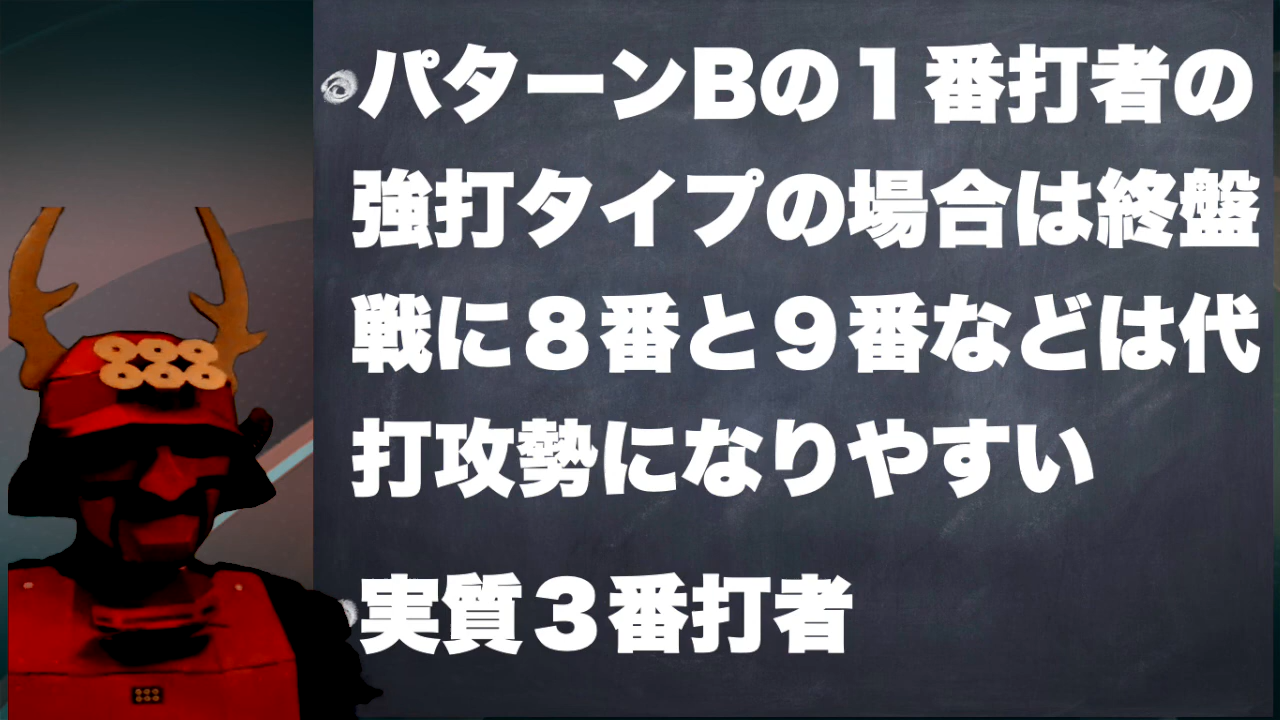 パターンBの１番打者の
強打タイプの場合は終盤
戦に８番と９番などは代
打攻勢になりやすい
実質３番打者